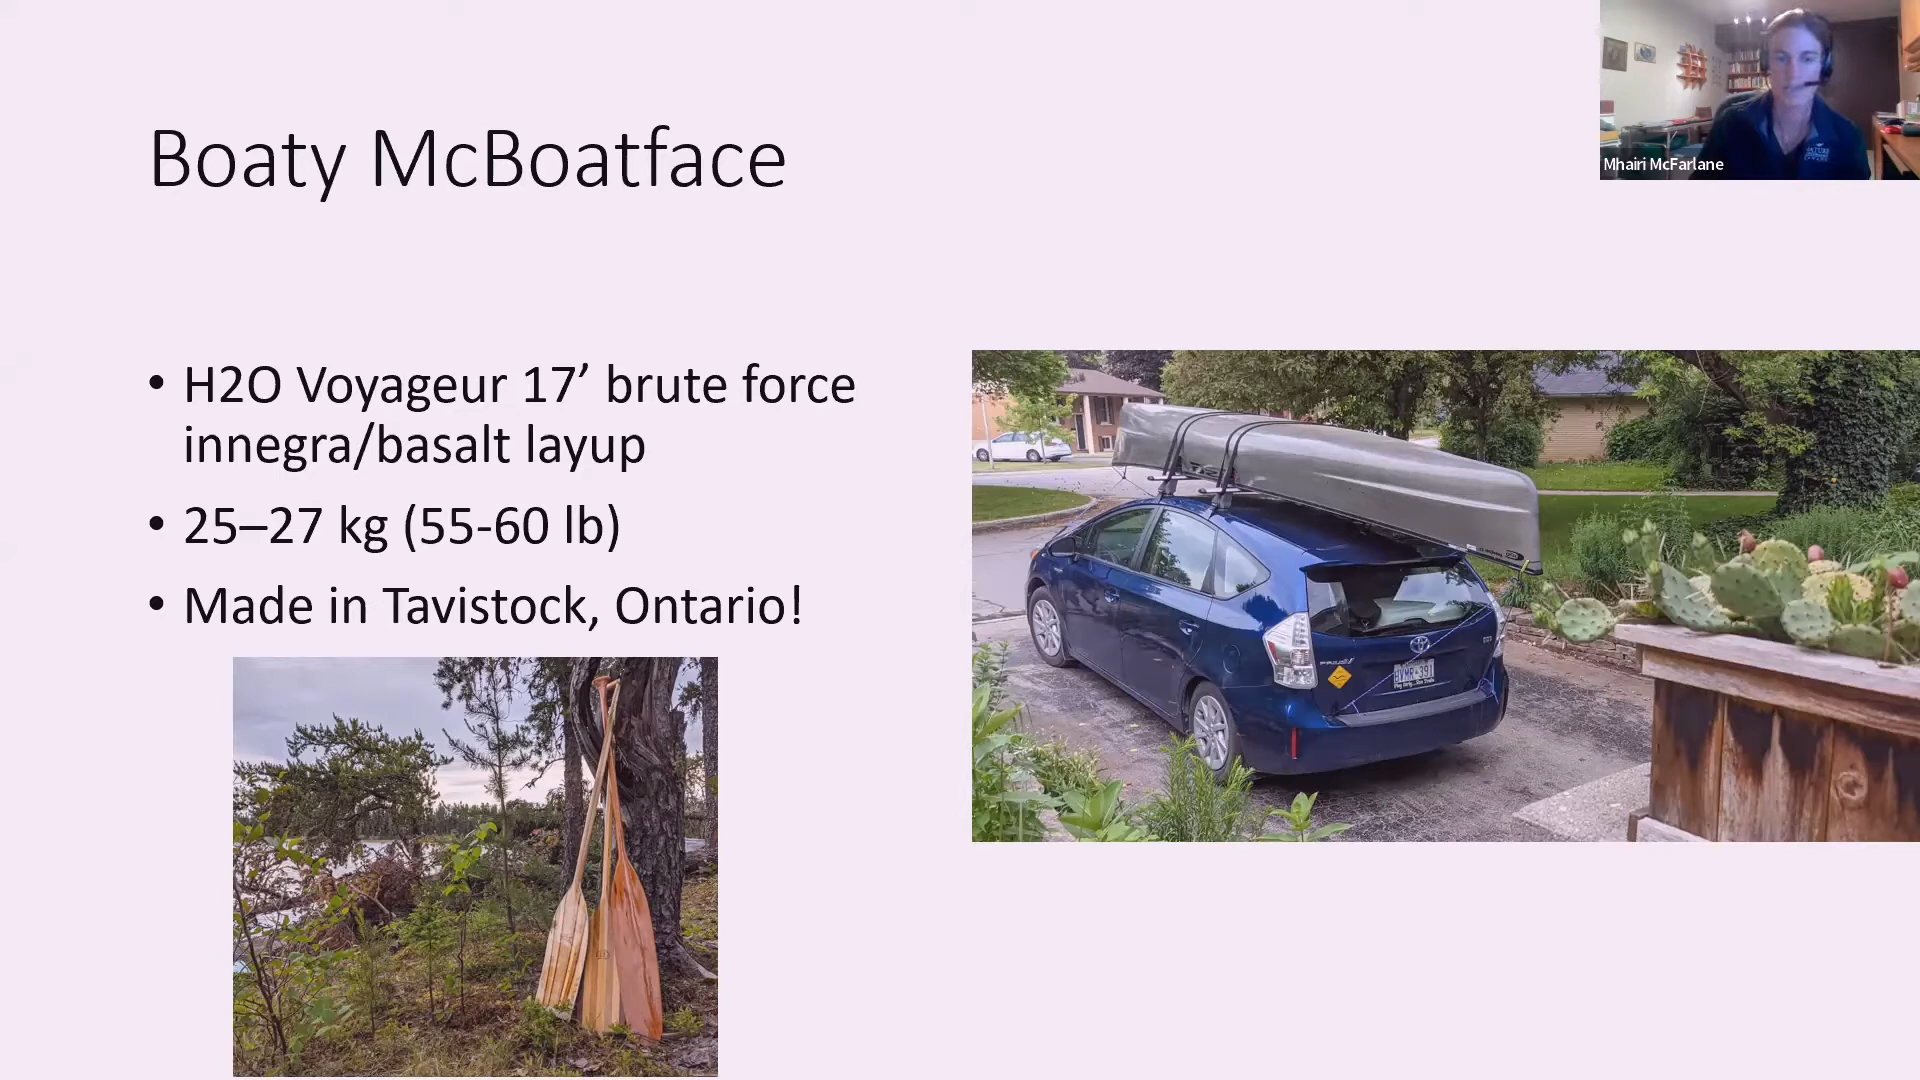 Boaty McBoatface
Mhairi McFarlane
• H2O Voyageur 17’ brute force
innegra/basalt layup
• 25–27 kg (55-60 lb)
• Made in Tavistock, Ontario!